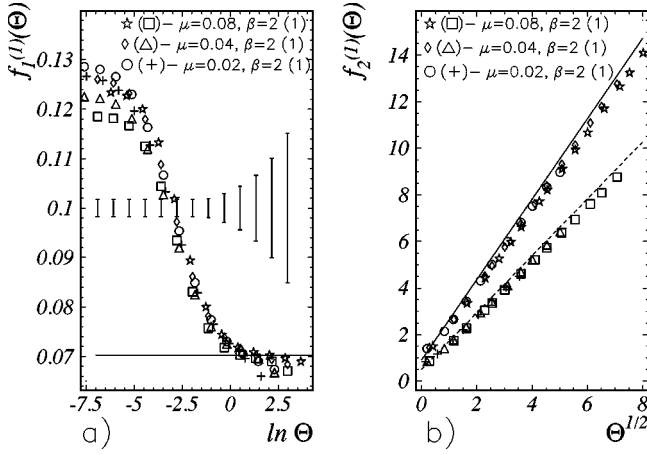 f₁⁽ˡ⁾(Θ)
☆ (□) – μ=0.08, β=2 (1)
◊ (△) – μ=0.04, β=2 (1)
○ (+) – μ=0.02, β=2 (1)
0.13
0.12
0.11
0.1
0.09
0.08
0.07
-7.5
-5
-2.5
0
2.5
a)
ln Θ
f₂⁽ˡ⁾(Θ)
☆ (□) – μ=0.08, β=2 (1)
◊ (△) – μ=0.04, β=2 (1)
○ (+) – μ=0.02, β=2 (1)
14
12
10
8
6
4
2
0
0
2
4
6
8
b)
Θ^1/2